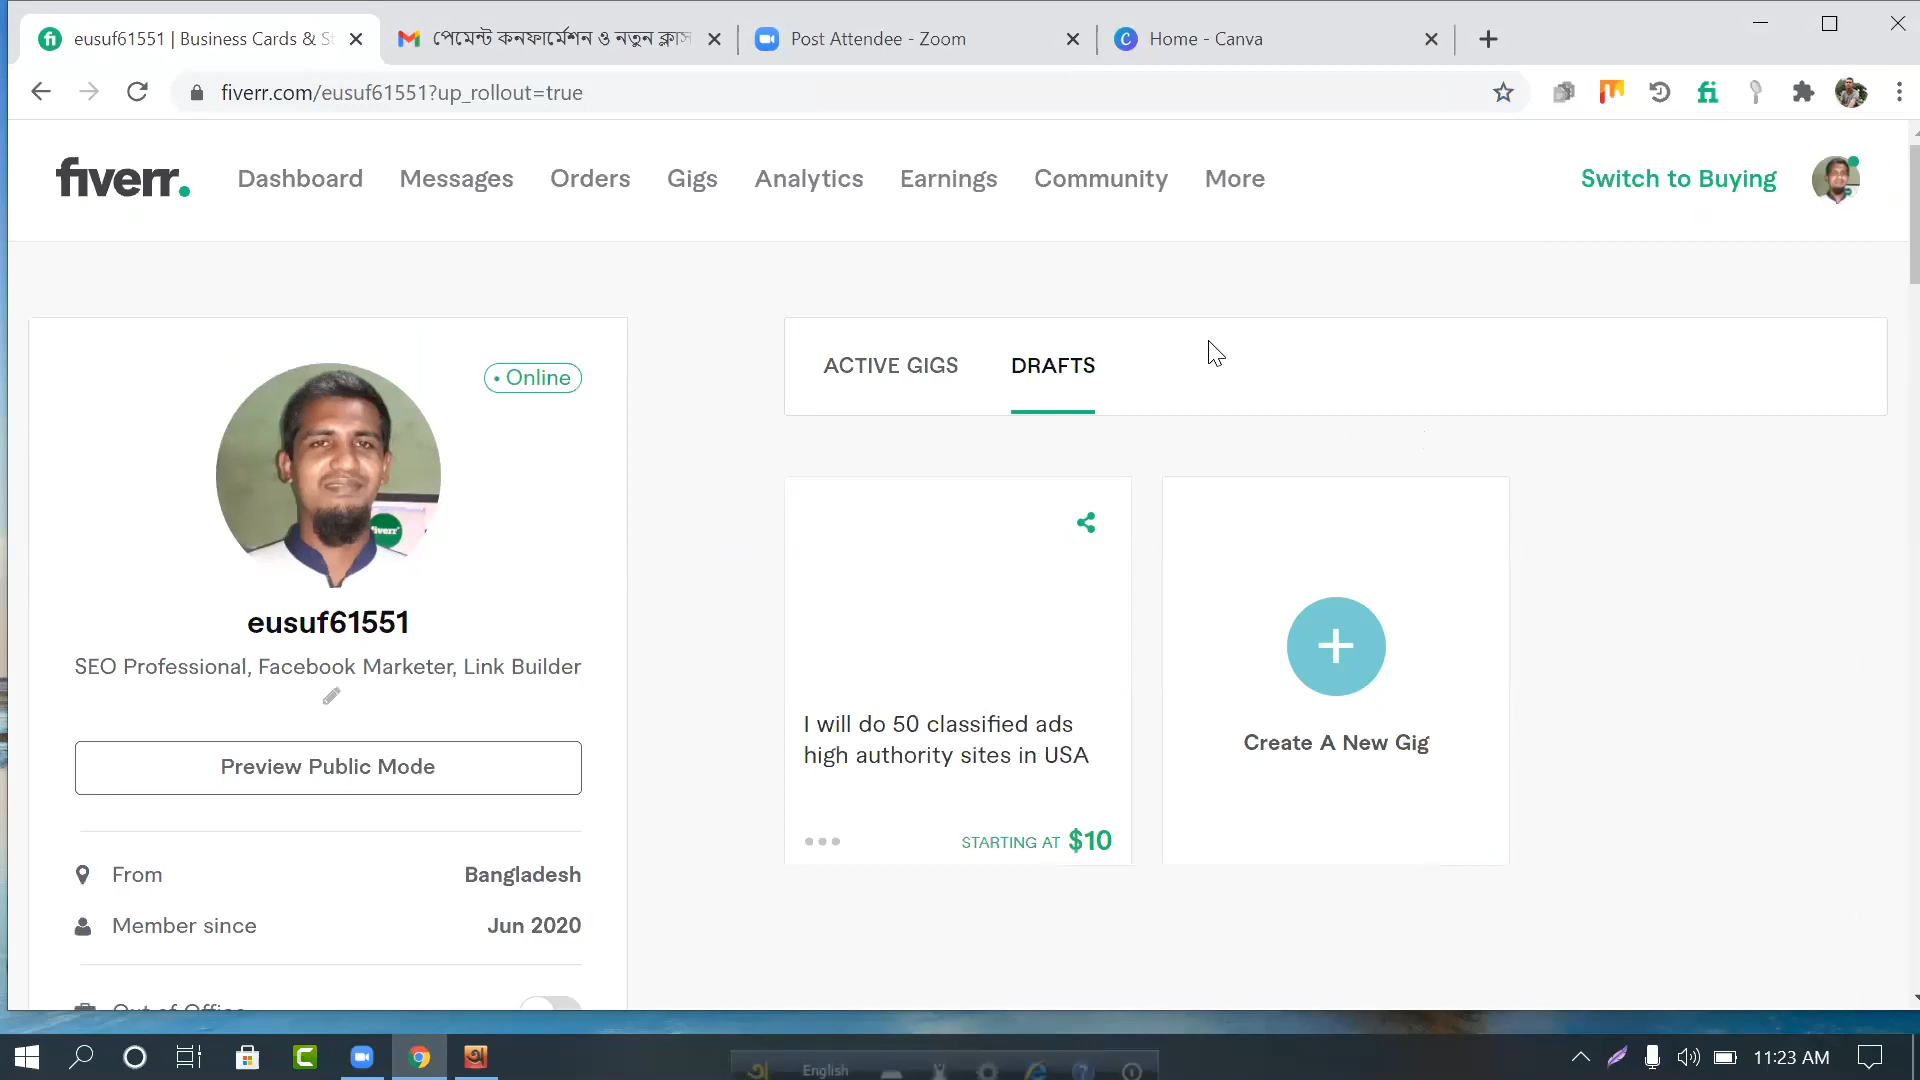 eusuf61551 | Business Cards & St
পেমেন্ট কনফার্মেশন ও নতুন ক্লাস
Post Attendee - Zoom
Home - Canva
fiverr.com/eusuf61551?up_rollout=true
fiverr.
Dashboard
Messages
Orders
Gigs
Analytics
Earnings
Community
More
Switch to Buying
• Online
eusuf61551
SEO Professional, Facebook Marketer, Link Builder
Preview Public Mode
From
Bangladesh
Member since
Jun 2020
Out of Office
ACTIVE GIGS
DRAFTS
I will do 50 classified ads
high authority sites in USA
STARTING AT $10
Create A New Gig
English
11:23 AM